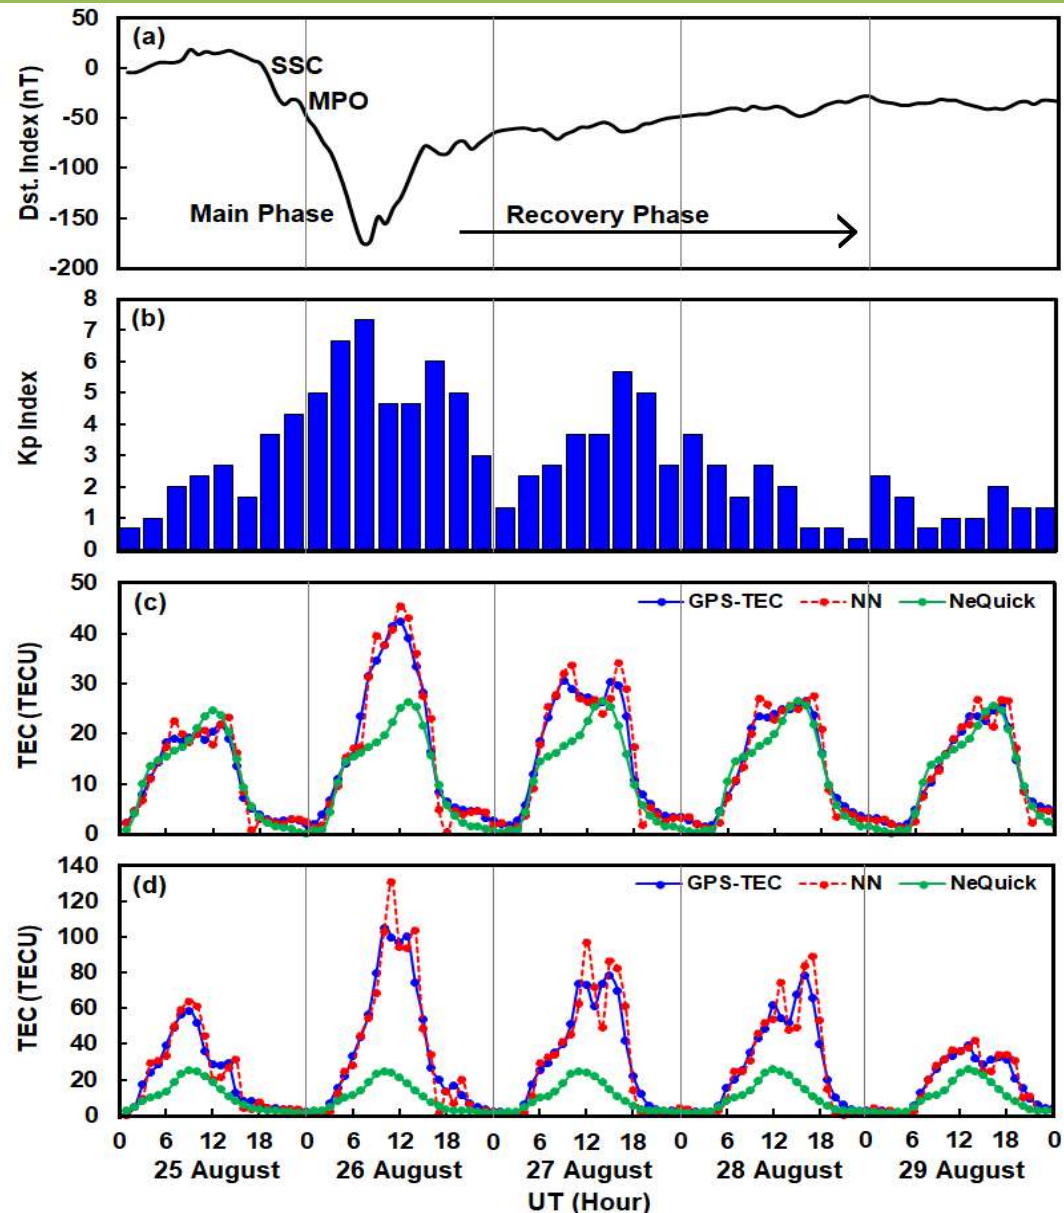 50
(a)
0
SSC
MPO
-50
-100
-150
Main Phase
Recovery Phase
-200
Dst. Index (nT)
8
(b)
7
6
5
4
3
2
1
0
Kp Index
50
(c)
GPS-TEC NN NeQuick
40
30
20
10
0
TEC (TECU)
140
(d)
GPS-TEC NN NeQuick
120
100
80
60
40
20
0
TEC (TECU)
0 6 12 18 0 6 12 18 0 6 12 18 0 6 12 18 0 6 12 18 0
25 August 26 August 27 August 28 August 29 August
UT (Hour)